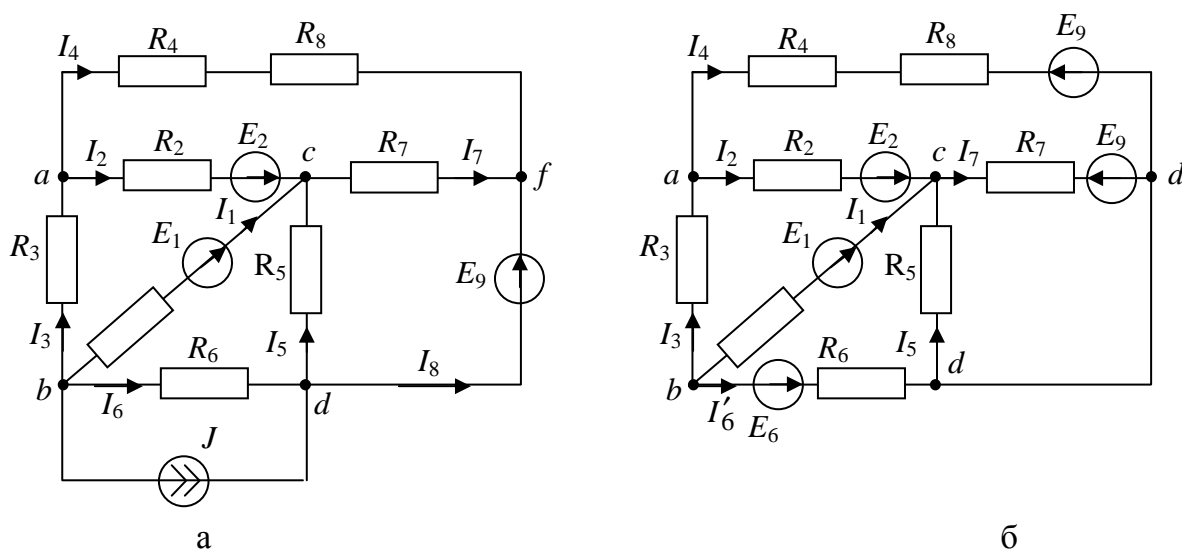 I₄ R₄ R₈
I₂ R₂ E₂ c R₇ I₇
a f
R₃ E₁ I₁ R₅ E₉
I₃ R₆ I₅ I₈
b I₆ d
J
а
I₄ R₄ R₈ E₉
I₂ R₂ E₂ c I₇ R₇ E₉
a d
R₃ E₁ I₁ R₅
I₃ R₆ I₅ d
b I′₆ E₆
б